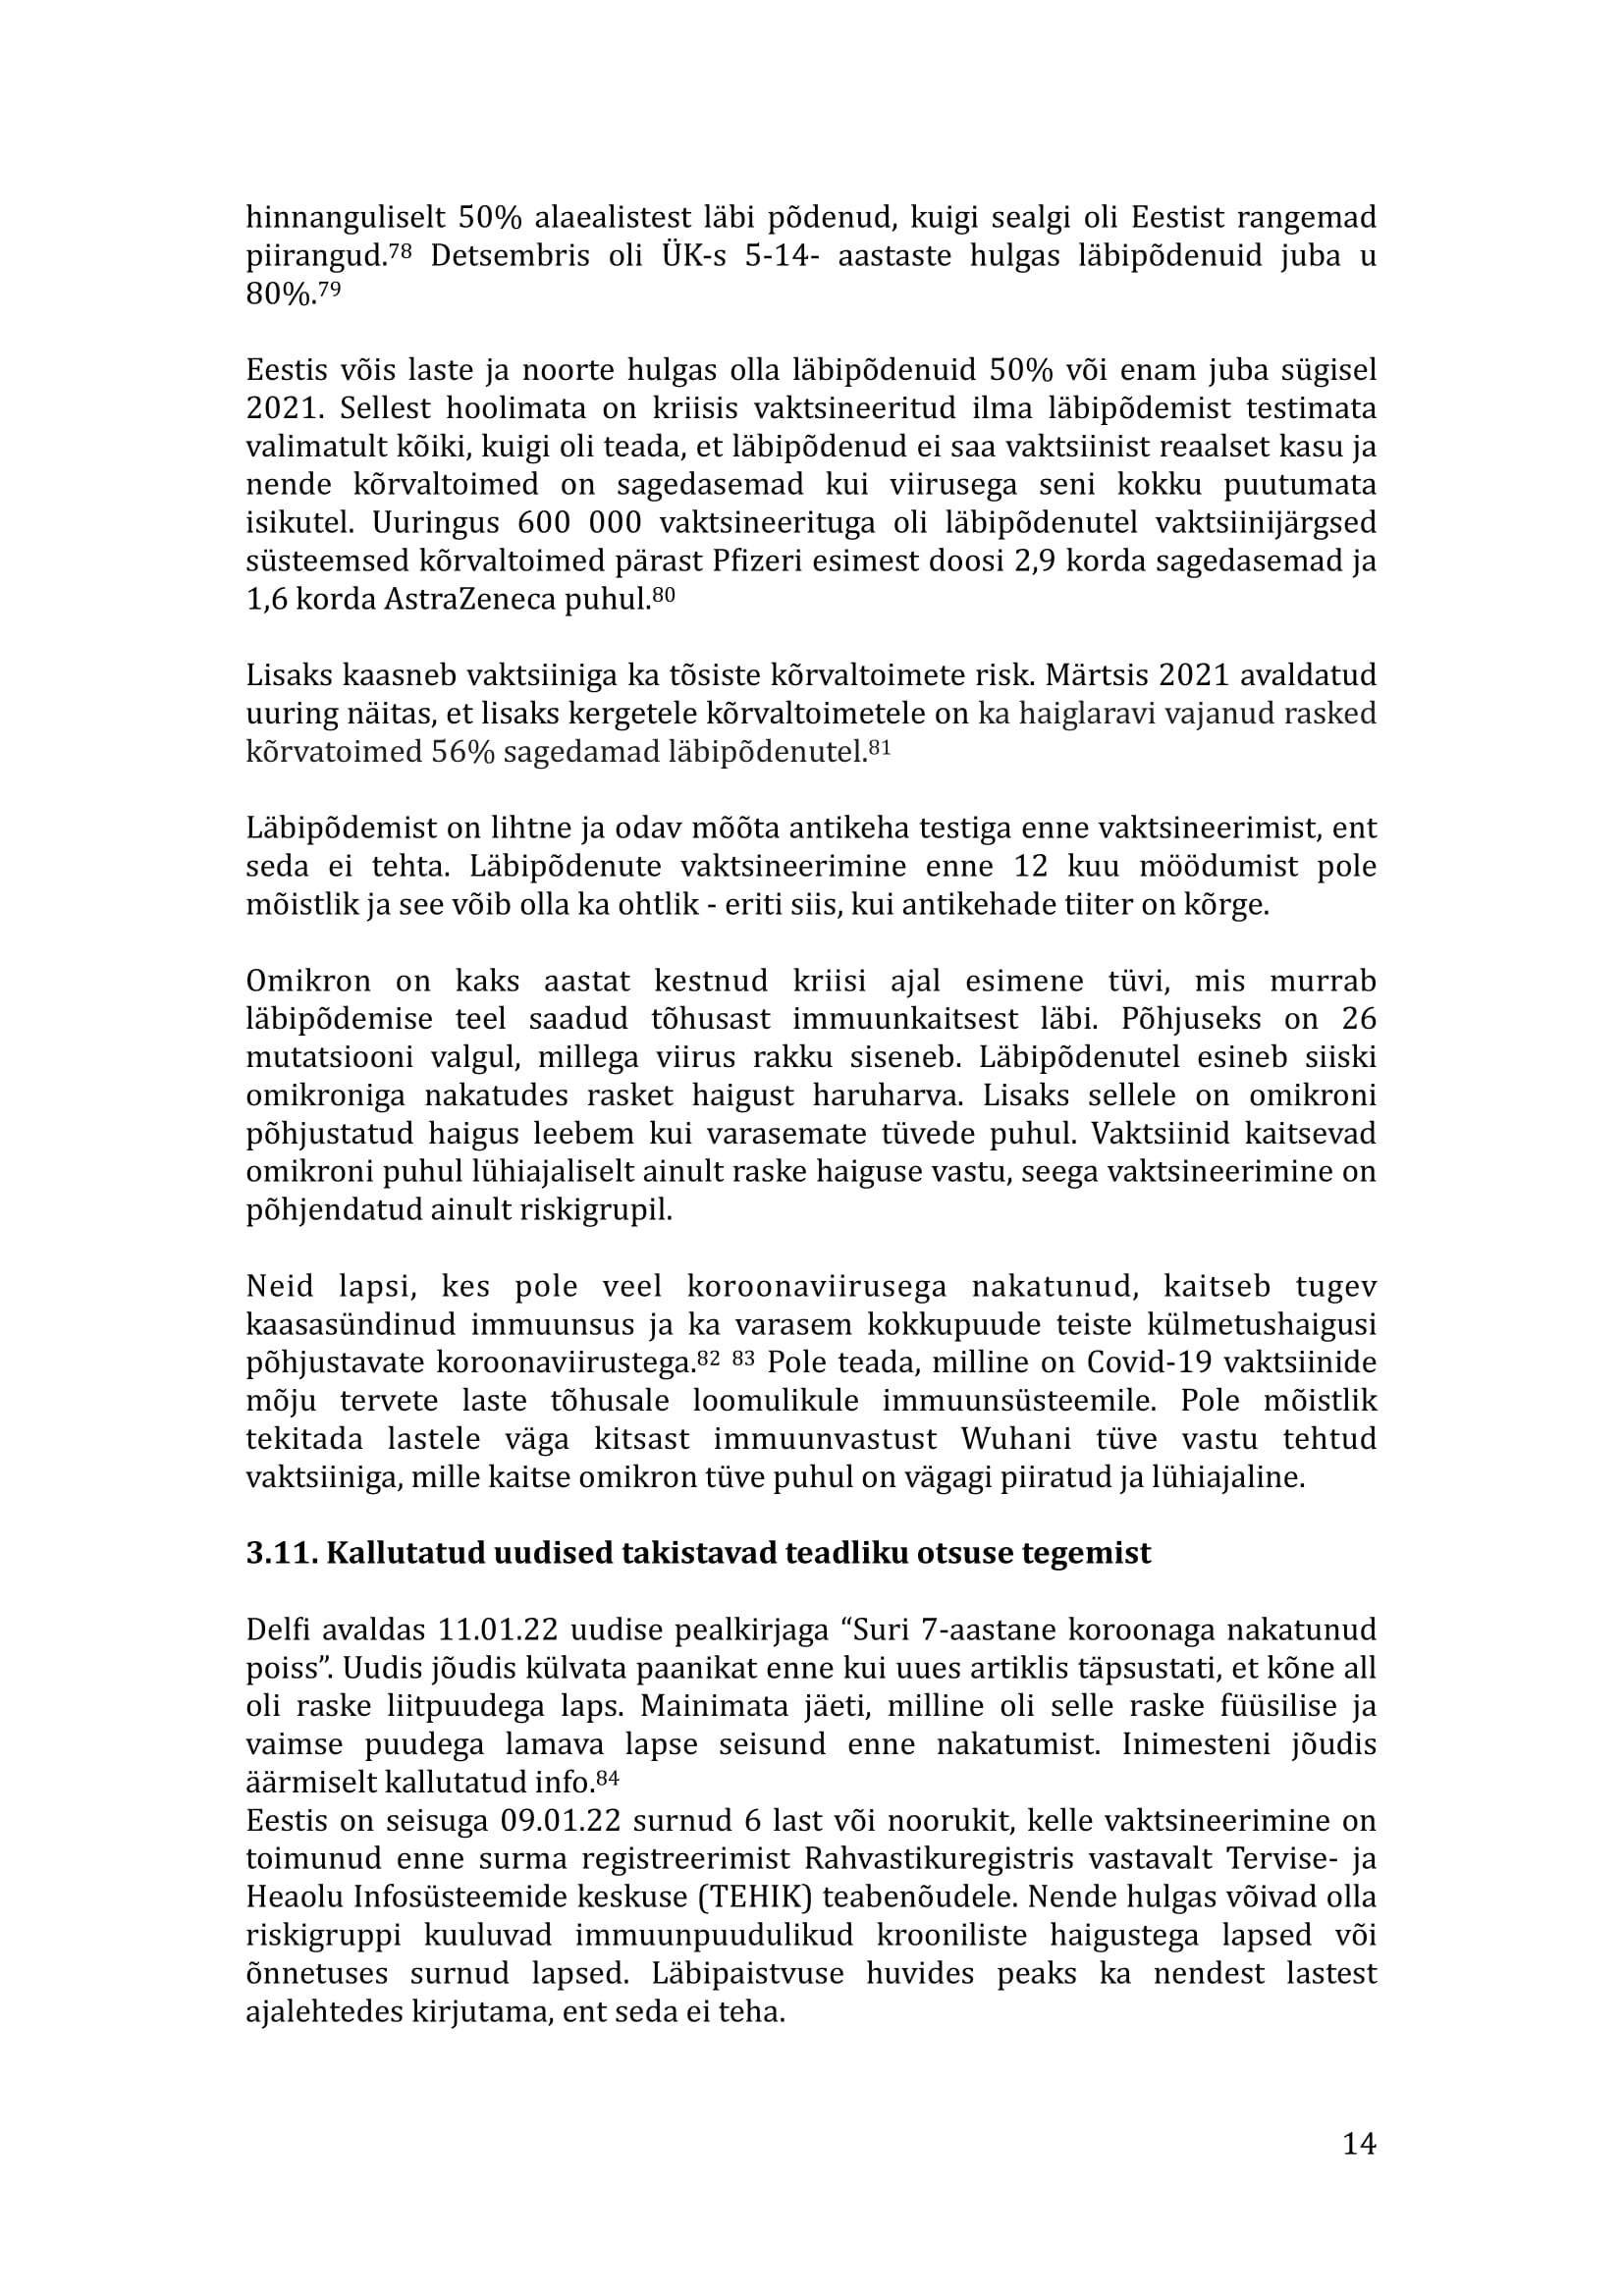 hinnanguliselt 50% alaealistest läbi põdenud, kuigi sealgi oli Eestist rangemad
piirangud.78 Detsembris oli ÜK-s 5-14- aastaste hulgas läbipõdenuid juba u
80%.79
Eestis võis laste ja noorte hulgas olla läbipõdenuid 50% või enam juba sügisel
2021. Sellest hoolimata on kriisis vaktsineeritud ilma läbipõdemist testimata
valimatult kõiki, kuigi oli teada, et läbipõdenud ei saa vaktsiinist reaalset kasu ja
nende kõrvaltoimed on sagedasemad kui viirusega seni kokku puutumata
isikutel. Uuringus 600 000 vaktsineerituga oli läbipõdenutel vaktsiinijärgsed
süsteemsed kõrvaltoimed pärast Pfizeri esimest doosi 2,9 korda sagedasemad ja
1,6 korda AstraZeneca puhul.80
Lisaks kaasneb vaktsiiniga ka tõsiste kõrvaltoimete risk. Märtsis 2021 avaldatud
uuring näitas, et lisaks kergetele kõrvaltoimetele on ka haiglaravi vajanud rasked
kõrvatoimed 56% sagedamad läbipõdenutel.81
Läbipõdemist on lihtne ja odav mõõta antikeha testiga enne vaktsineerimist, ent
seda ei tehta. Läbipõdenute vaktsineerimine enne 12 kuu möödumist pole
mõistlik ja see võib olla ka ohtlik - eriti siis, kui antikehade tiiter on kõrge.
Omikron on kaks aastat kestnud kriisi ajal esimene tüvi, mis murrab
läbipõdemise teel saadud tõhusast immuunkaitsest läbi. Põhjuseks on 26
mutatsiooni valgul, millega viirus rakku siseneb. Läbipõdenutel esineb siiski
omikroniga nakatudes rasket haigust haruharva. Lisaks sellele on omikroni
põhjustatud haigus leebem kui varasemate tüvede puhul. Vaktsiinid kaitsevad
omikroni puhul lühiajaliselt ainult raske haiguse vastu, seega vaktsineerimine on
põhjendatud ainult riskigrupil.
Neid lapsi, kes pole veel koroonaviirusega nakatunud, kaitseb tugev
kaasasündinud immuunsus ja ka varasem kokkupuude teiste külmetushaigusi
põhjustavate koroonaviirustega.82 83 Pole teada, milline on Covid-19 vaktsiinide
mõju tervete laste tõhusale loomulikule immuunsüsteemile. Pole mõistlik
tekitada lastele väga kitsast immuunvastust Wuhani tüve vastu tehtud
vaktsiiniga, mille kaitse omikron tüve puhul on vägagi piiratud ja lühiajaline.
3.11. Kallutatud uudised takistavad teadliku otsuse tegemist
Delfi avaldas 11.01.22 uudise pealkirjaga “Suri 7-aastane koroonaga nakatunud
poiss”. Uudis jõudis külvata paanikat enne kui uues artiklis täpsustati, et kõne all
oli raske liitpuudega laps. Mainimata jäeti, milline oli selle raske füüsilise ja
vaimse puudega lamava lapse seisund enne nakatumist. Inimesteni jõudis
äärmiselt kallutatud info.84
Eestis on seisuga 09.01.22 surnud 6 last või noorukit, kelle vaktsineerimine on
toimunud enne surma registreerimist Rahvastikuregistris vastavalt Tervise- ja
Heaolu Infosüsteemide keskuse (TEHIK) teabenõudele. Nende hulgas võivad olla
riskigruppi kuuluvad immuunpuudulikud krooniliste haigustega lapsed või
õnnetuses surnud lapsed. Läbipaistvuse huvides peaks ka nendest lastest
ajalehtedes kirjutama, ent seda ei teha.
14